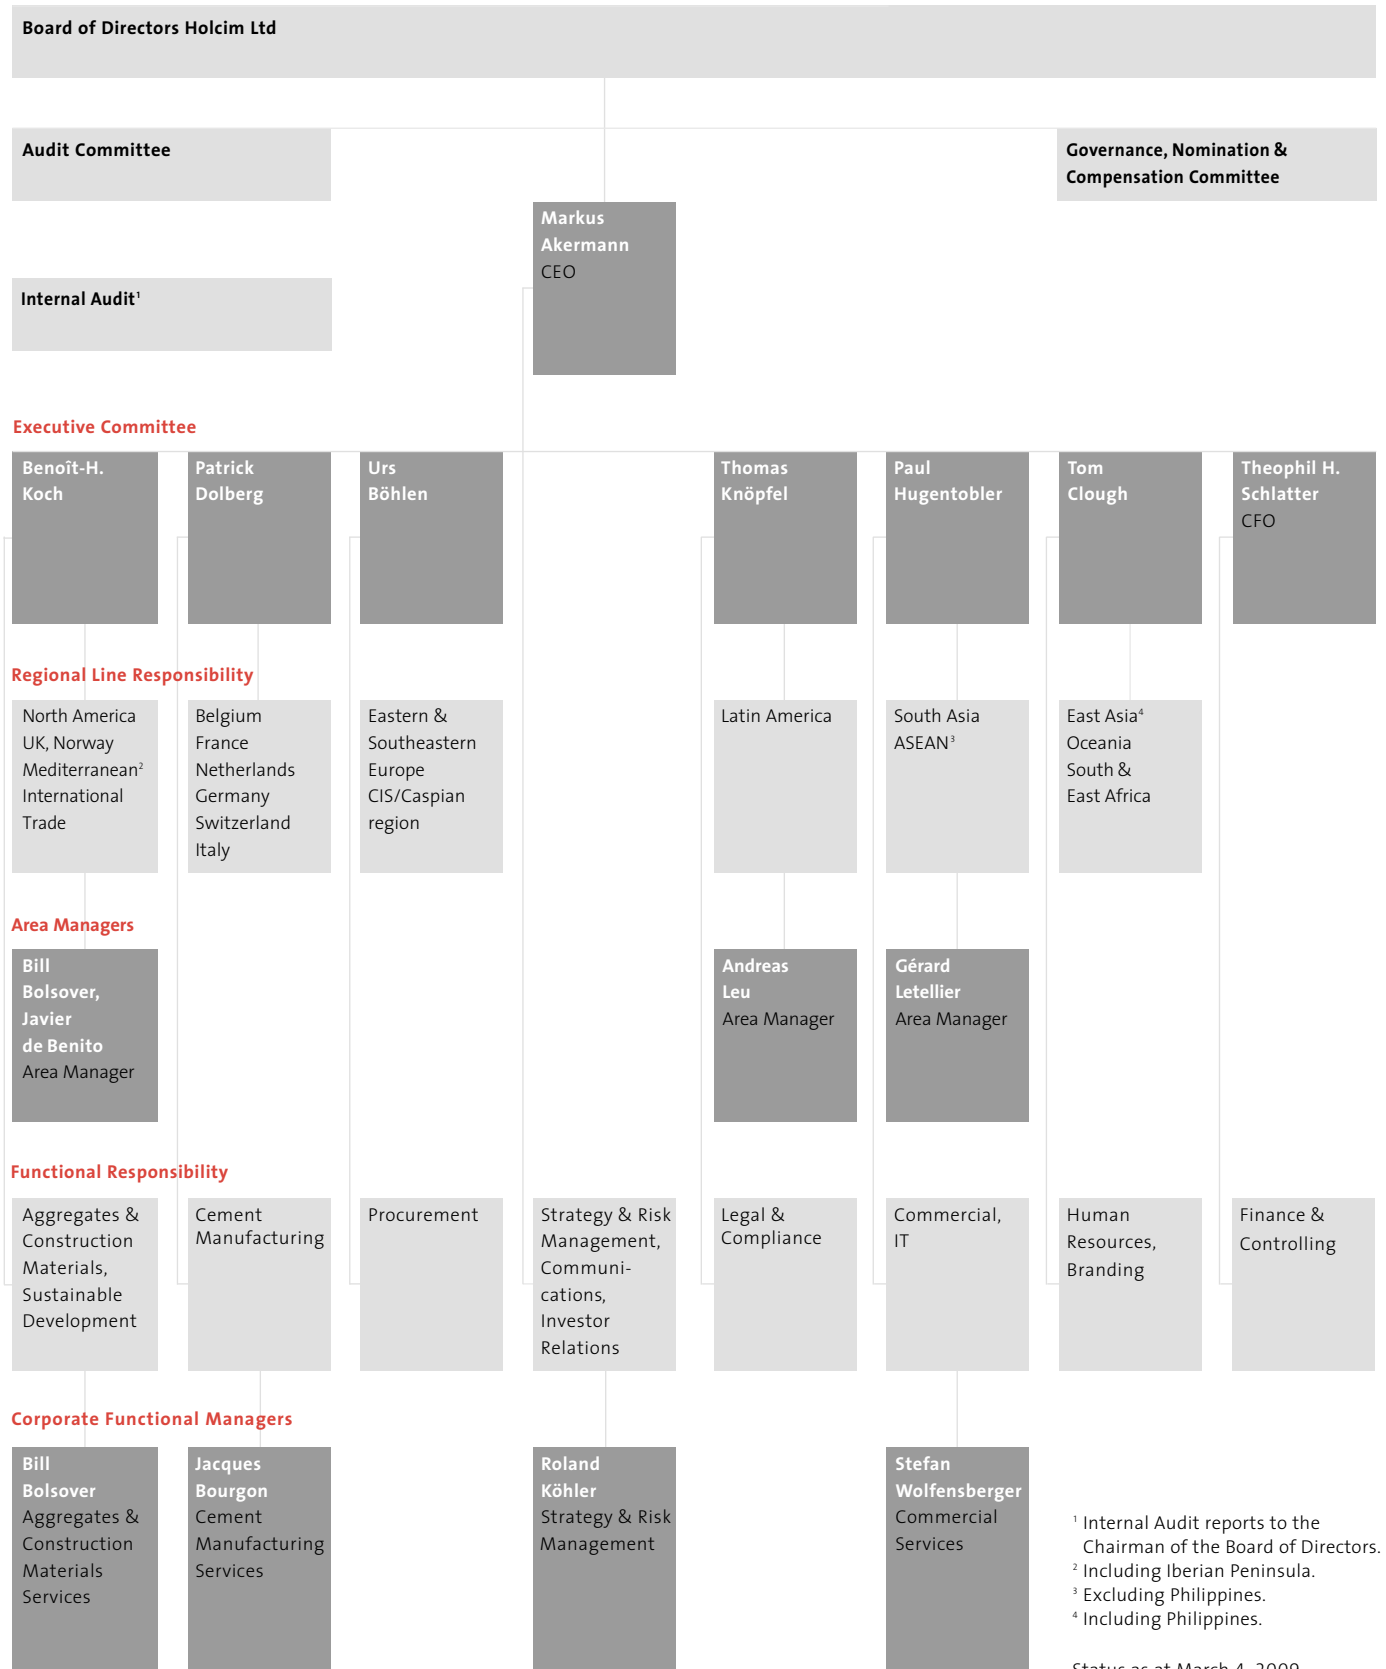 Board of Directors Holcim Ltd
Audit Committee
Governance, Nomination &
Compensation Committee
Markus
Akermann
CEO
Internal Audit¹
Executive Committee
Benoît-H.
Koch
Patrick
Dolberg
Urs
Böhlen
Thomas
Knöpfel
Paul
Hugentobler
Tom
Clough
Theophil H.
Schlatter
CFO
Regional Line Responsibility
North America
UK, Norway
Mediterranean²
International
Trade
Belgium
France
Netherlands
Germany
Switzerland
Italy
Eastern &
Southeastern
Europe
CIS/Caspian
region
Latin America
South Asia
ASEAN³
East Asia⁴
Oceania
South &
East Africa
Area Managers
Bill
Bolsover,
Javier
de Benito
Area Manager
Andreas
Leu
Area Manager
Gérard
Letellier
Area Manager
Functional Responsibility
Aggregates &
Construction
Materials,
Sustainable
Development
Cement
Manufacturing
Procurement
Strategy & Risk
Management,
Communi-
cations,
Investor
Relations
Legal &
Compliance
Commercial,
IT
Human
Resources,
Branding
Finance &
Controlling
Corporate Functional Managers
Bill
Bolsover
Aggregates &
Construction
Materials
Services
Jacques
Bourgon
Cement
Manufacturing
Services
Roland
Köhler
Strategy & Risk
Management
Stefan
Wolfensberger
Commercial
Services
¹ Internal Audit reports to the
Chairman of the Board of Directors.
² Including Iberian Peninsula.
³ Excluding Philippines.
⁴ Including Philippines.
Status as at March 4, 2009